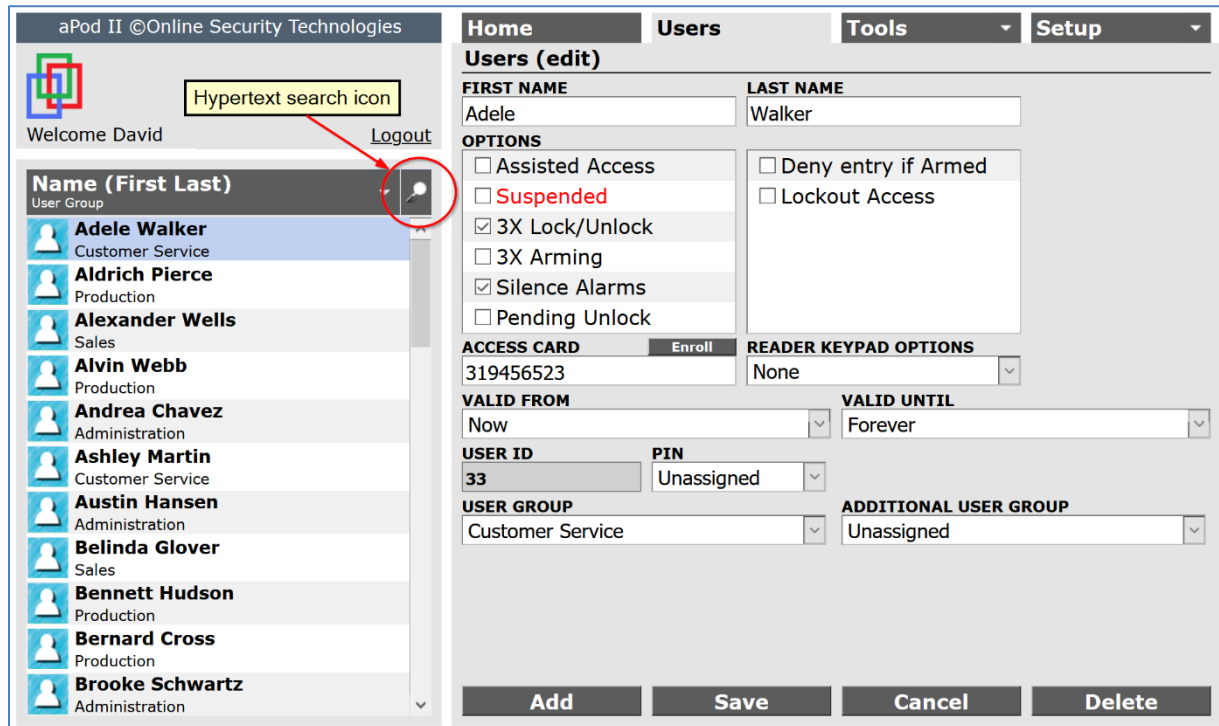 aPod II ©Online Security Technologies
Hypertext search icon
Welcome David
Logout
Name (First Last)
User Group
Adele Walker
Customer Service
Aldrich Pierce
Production
Alexander Wells
Sales
Alvin Webb
Production
Andrea Chavez
Administration
Ashley Martin
Customer Service
Austin Hansen
Administration
Belinda Glover
Sales
Bennett Hudson
Production
Bernard Cross
Production
Brooke Schwartz
Administration
Home Users Tools Setup
Users (edit)
FIRST NAME LAST NAME
Adele Walker
OPTIONS
Assisted Access
Suspended
3X Lock/Unlock
3X Arming
Silence Alarms
Pending Unlock
Deny entry if Armed
Lockout Access
ACCESS CARD Enroll READER KEYPAD OPTIONS
319456523 None
VALID FROM VALID UNTIL
Now Forever
USER ID PIN
33 Unassigned
USER GROUP ADDITIONAL USER GROUP
Customer Service Unassigned
Add Save Cancel Delete